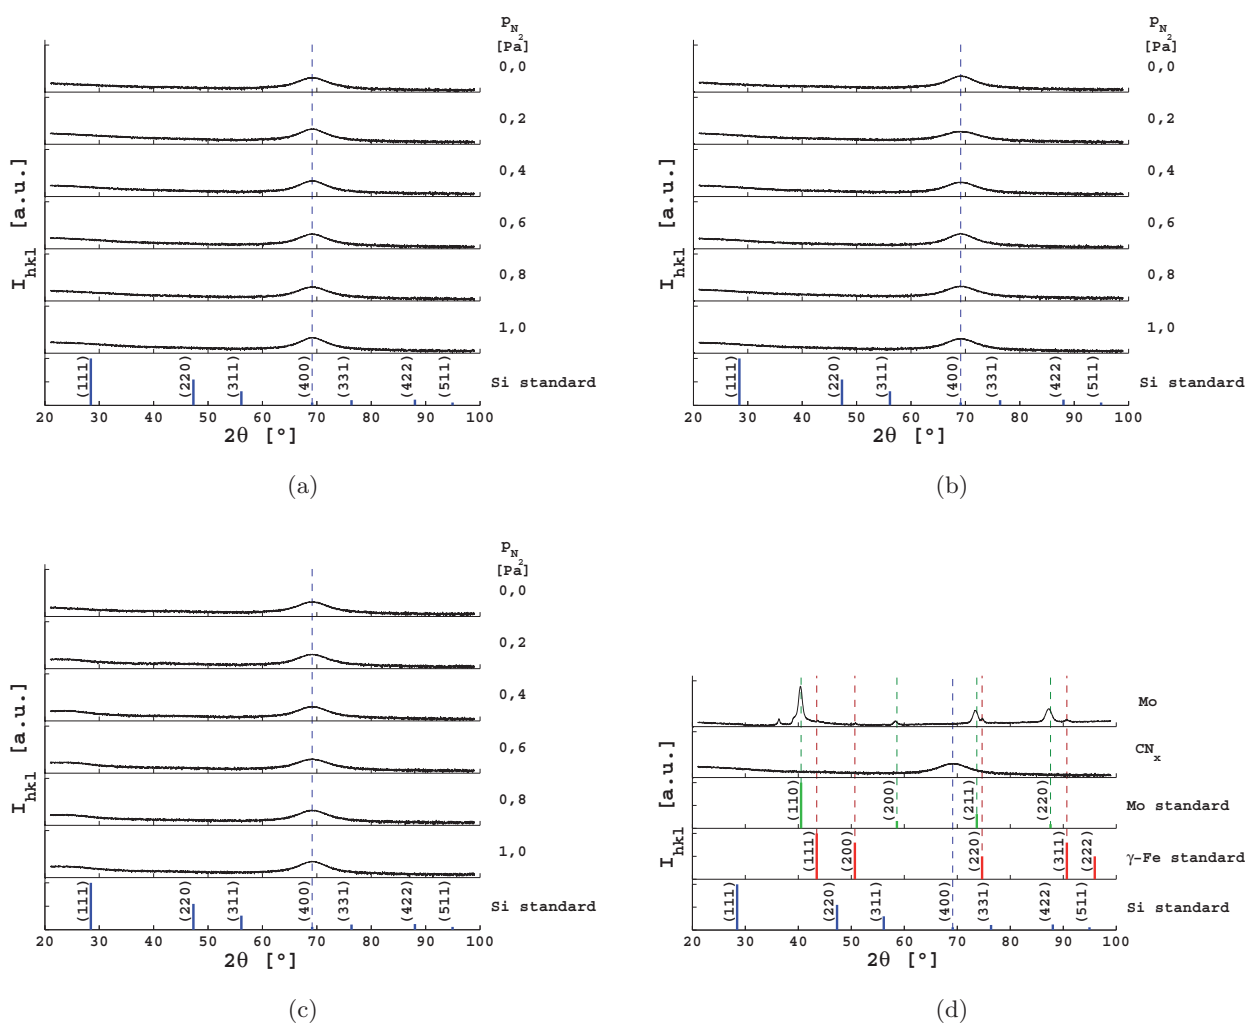 p_N_2
[Pa]
0,0
0,2
0,4
0,6
0,8
1,0
I_hkl [a.u.]
(111) (220) (311) (400) (331) (422) (511)
Si standard
20 30 40 50 60 70 80 90 100
2θ [°]
(a)
p_N_2
[Pa]
0,0
0,2
0,4
0,6
0,8
1,0
I_hkl [a.u.]
(111) (220) (311) (400) (331) (422) (511)
Si standard
20 30 40 50 60 70 80 90 100
2θ [°]
(b)
p_N_2
[Pa]
0,0
0,2
0,4
0,6
0,8
1,0
I_hkl [a.u.]
(111) (220) (311) (400) (331) (422) (511)
Si standard
20 30 40 50 60 70 80 90 100
2θ [°]
(c)
Mo
CN_x
I_hkl [a.u.]
(110) (200) (211) (220)
Mo standard
(111) (200) (220) (311) (222)
γ-Fe standard
(111) (220) (311) (400) (331) (422) (511)
Si standard
20 30 40 50 60 70 80 90 100
2θ [°]
(d)